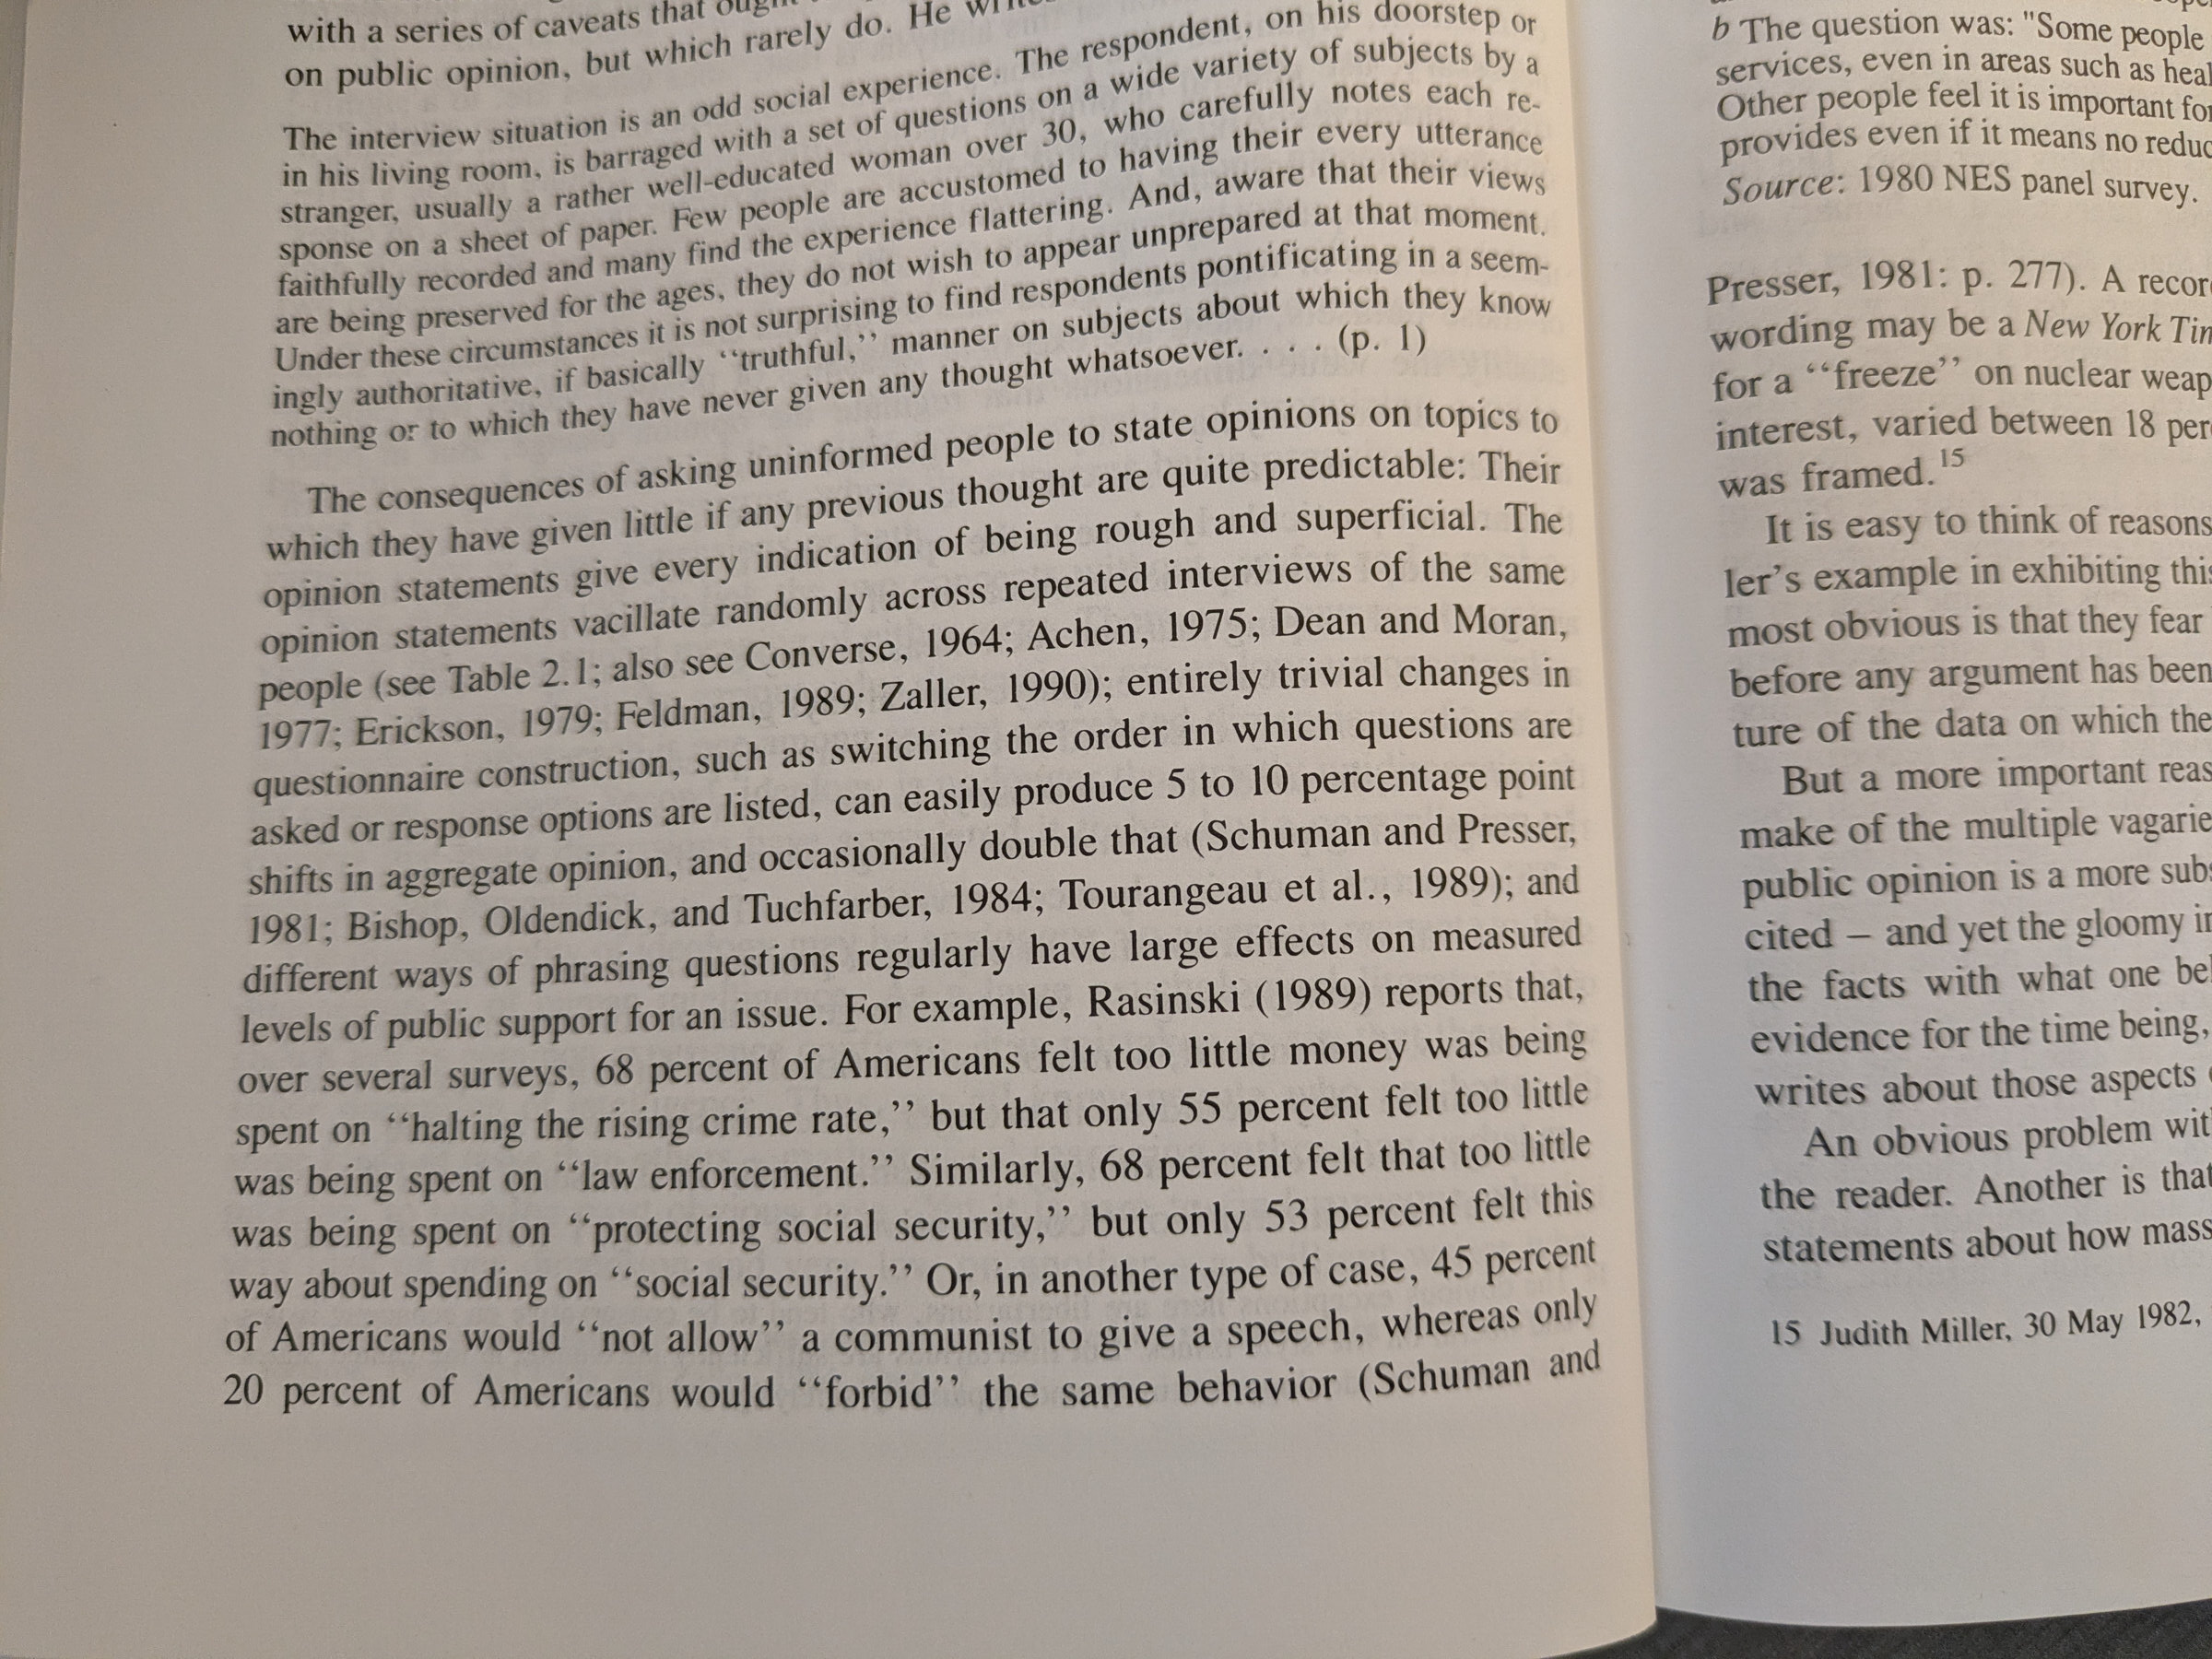 with a series of caveats that
on public opinion, but which rarely do. He
The interview situation is an odd social experience. The respondent, on his doorstep or
in his living room, is barraged with a set of questions on a wide variety of subjects by a
stranger, usually a rather well-educated woman over 30, who carefully notes each re-
sponse on a sheet of paper. Few people are accustomed to having their every utterance
faithfully recorded and many find the experience flattering. And, aware that their views
are being preserved for the ages, they do not wish to appear unprepared at that moment.
Under these circumstances it is not surprising to find respondents pontificating in a seem-
ingly authoritative, if basically ‘‘truthful,’’ manner on subjects about which they know
nothing or to which they have never given any thought whatsoever. . . . (p. 1)
The consequences of asking uninformed people to state opinions on topics to
which they have given little if any previous thought are quite predictable: Their
opinion statements give every indication of being rough and superficial. The
opinion statements vacillate randomly across repeated interviews of the same
people (see Table 2.1; also see Converse, 1964; Achen, 1975; Dean and Moran,
1977; Erickson, 1979; Feldman, 1989; Zaller, 1990); entirely trivial changes in
questionnaire construction, such as switching the order in which questions are
asked or response options are listed, can easily produce 5 to 10 percentage point
shifts in aggregate opinion, and occasionally double that (Schuman and Presser,
1981; Bishop, Oldendick, and Tuchfarber, 1984; Tourangeau et al., 1989); and
different ways of phrasing questions regularly have large effects on measured
levels of public support for an issue. For example, Rasinski (1989) reports that,
over several surveys, 68 percent of Americans felt too little money was being
spent on ‘‘halting the rising crime rate,’’ but that only 55 percent felt too little
was being spent on ‘‘law enforcement.’’ Similarly, 68 percent felt that too little
was being spent on ‘‘protecting social security,’’ but only 53 percent felt this
way about spending on ‘‘social security.’’ Or, in another type of case, 45 percent
of Americans would ‘‘not allow’’ a communist to give a speech, whereas only
20 percent of Americans would ‘‘forbid’’ the same behavior (Schuman and
b The question was: "Some people
services, even in areas such as
Other people feel it is important
provides even if it means no
Source: 1980 NES panel survey.
Presser, 1981: p. 277). A
wording may be a New York
for a ‘‘freeze’’ on nuclear
interest, varied between 18
was framed.15
It is easy to think of reasons
ler’s example in exhibiting
most obvious is that they fear
before any argument has been
ture of the data on which the
But a more important
make of the multiple
public opinion is a more
cited – and yet the gloomy
the facts with what one
evidence for the time being,
writes about those aspects
An obvious problem
the reader. Another is
statements about how mass
15 Judith Miller, 30 May 1982,